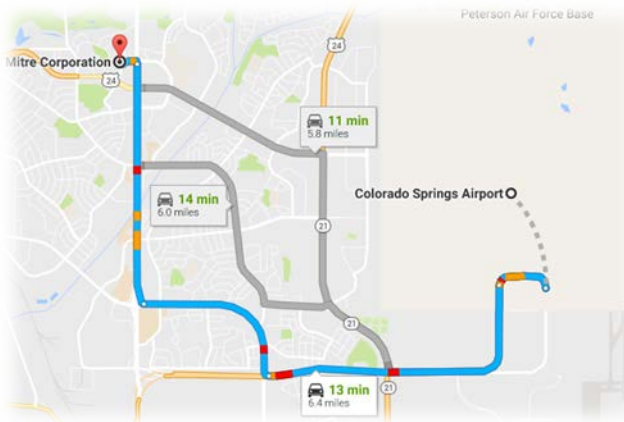 Peterson Air Force Base
Mitre Corporation
24
24
11 min
5.8 miles
14 min
6.0 miles
Colorado Springs Airport
21
21
13 min
6.4 miles
21